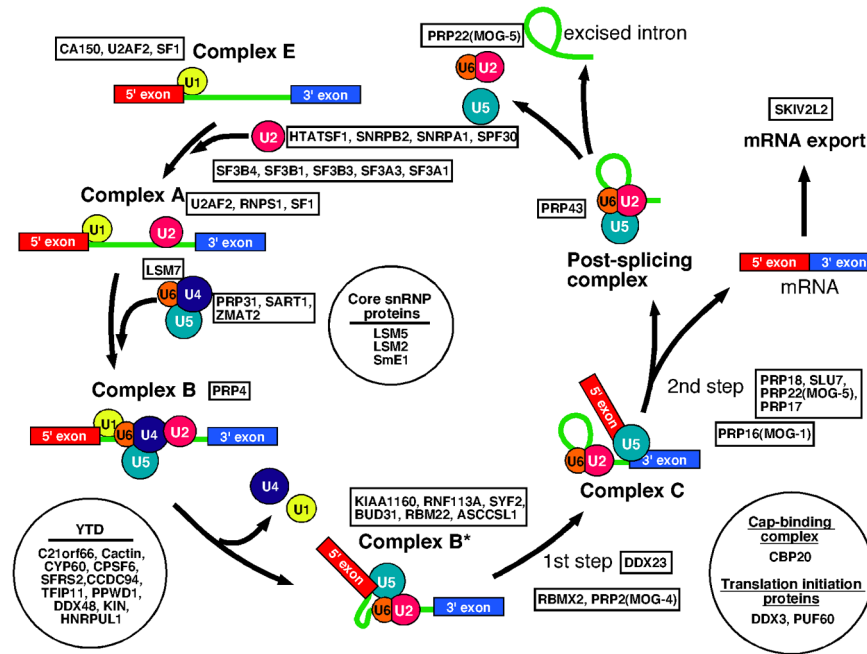 CA150, U2AF2, SF1
Complex E
U1
5' exon
3' exon
U2
HTATSF1, SNRPB2, SNRPA1, SPF30
SF3B4, SF3B1, SF3B3, SF3A3, SF3A1
Complex A
U2AF2, RNPS1, SF1
U1
U2
5' exon
3' exon
LSM7
U6
U4
U5
PRP31, SART1,
ZMAT2
Core snRNP
proteins
LSM5
LSM2
SmE1
Complex B
PRP4
U1
U6
U4
U2
U5
5' exon
3' exon
U4
U1
YTD
C21orf66, Cactin,
CYP60, CPSF6,
SFRS2,CCDC94,
TFIP11, PPWD1,
DDX48, KIN,
HNRPUL1
KIAA1160, RNF113A, SYF2,
BUD31, RBM22, ASCCSL1
Complex B*
5' exon
U5
U6
U2
3' exon
1st step
DDX23
RBMX2, PRP2(MOG-4)
Complex C
5' exon
U5
U6
U2
3' exon
2nd step
PRP18, SLU7,
PRP22(MOG-5),
PRP17
PRP16(MOG-1)
Post-splicing
complex
PRP43
U6
U2
U5
PRP22(MOG-5)
U6
U2
U5
excised intron
SKIV2L2
mRNA export
5' exon
3' exon
mRNA
Cap-binding
complex
CBP20
Translation initiation
proteins
DDX3, PUF60